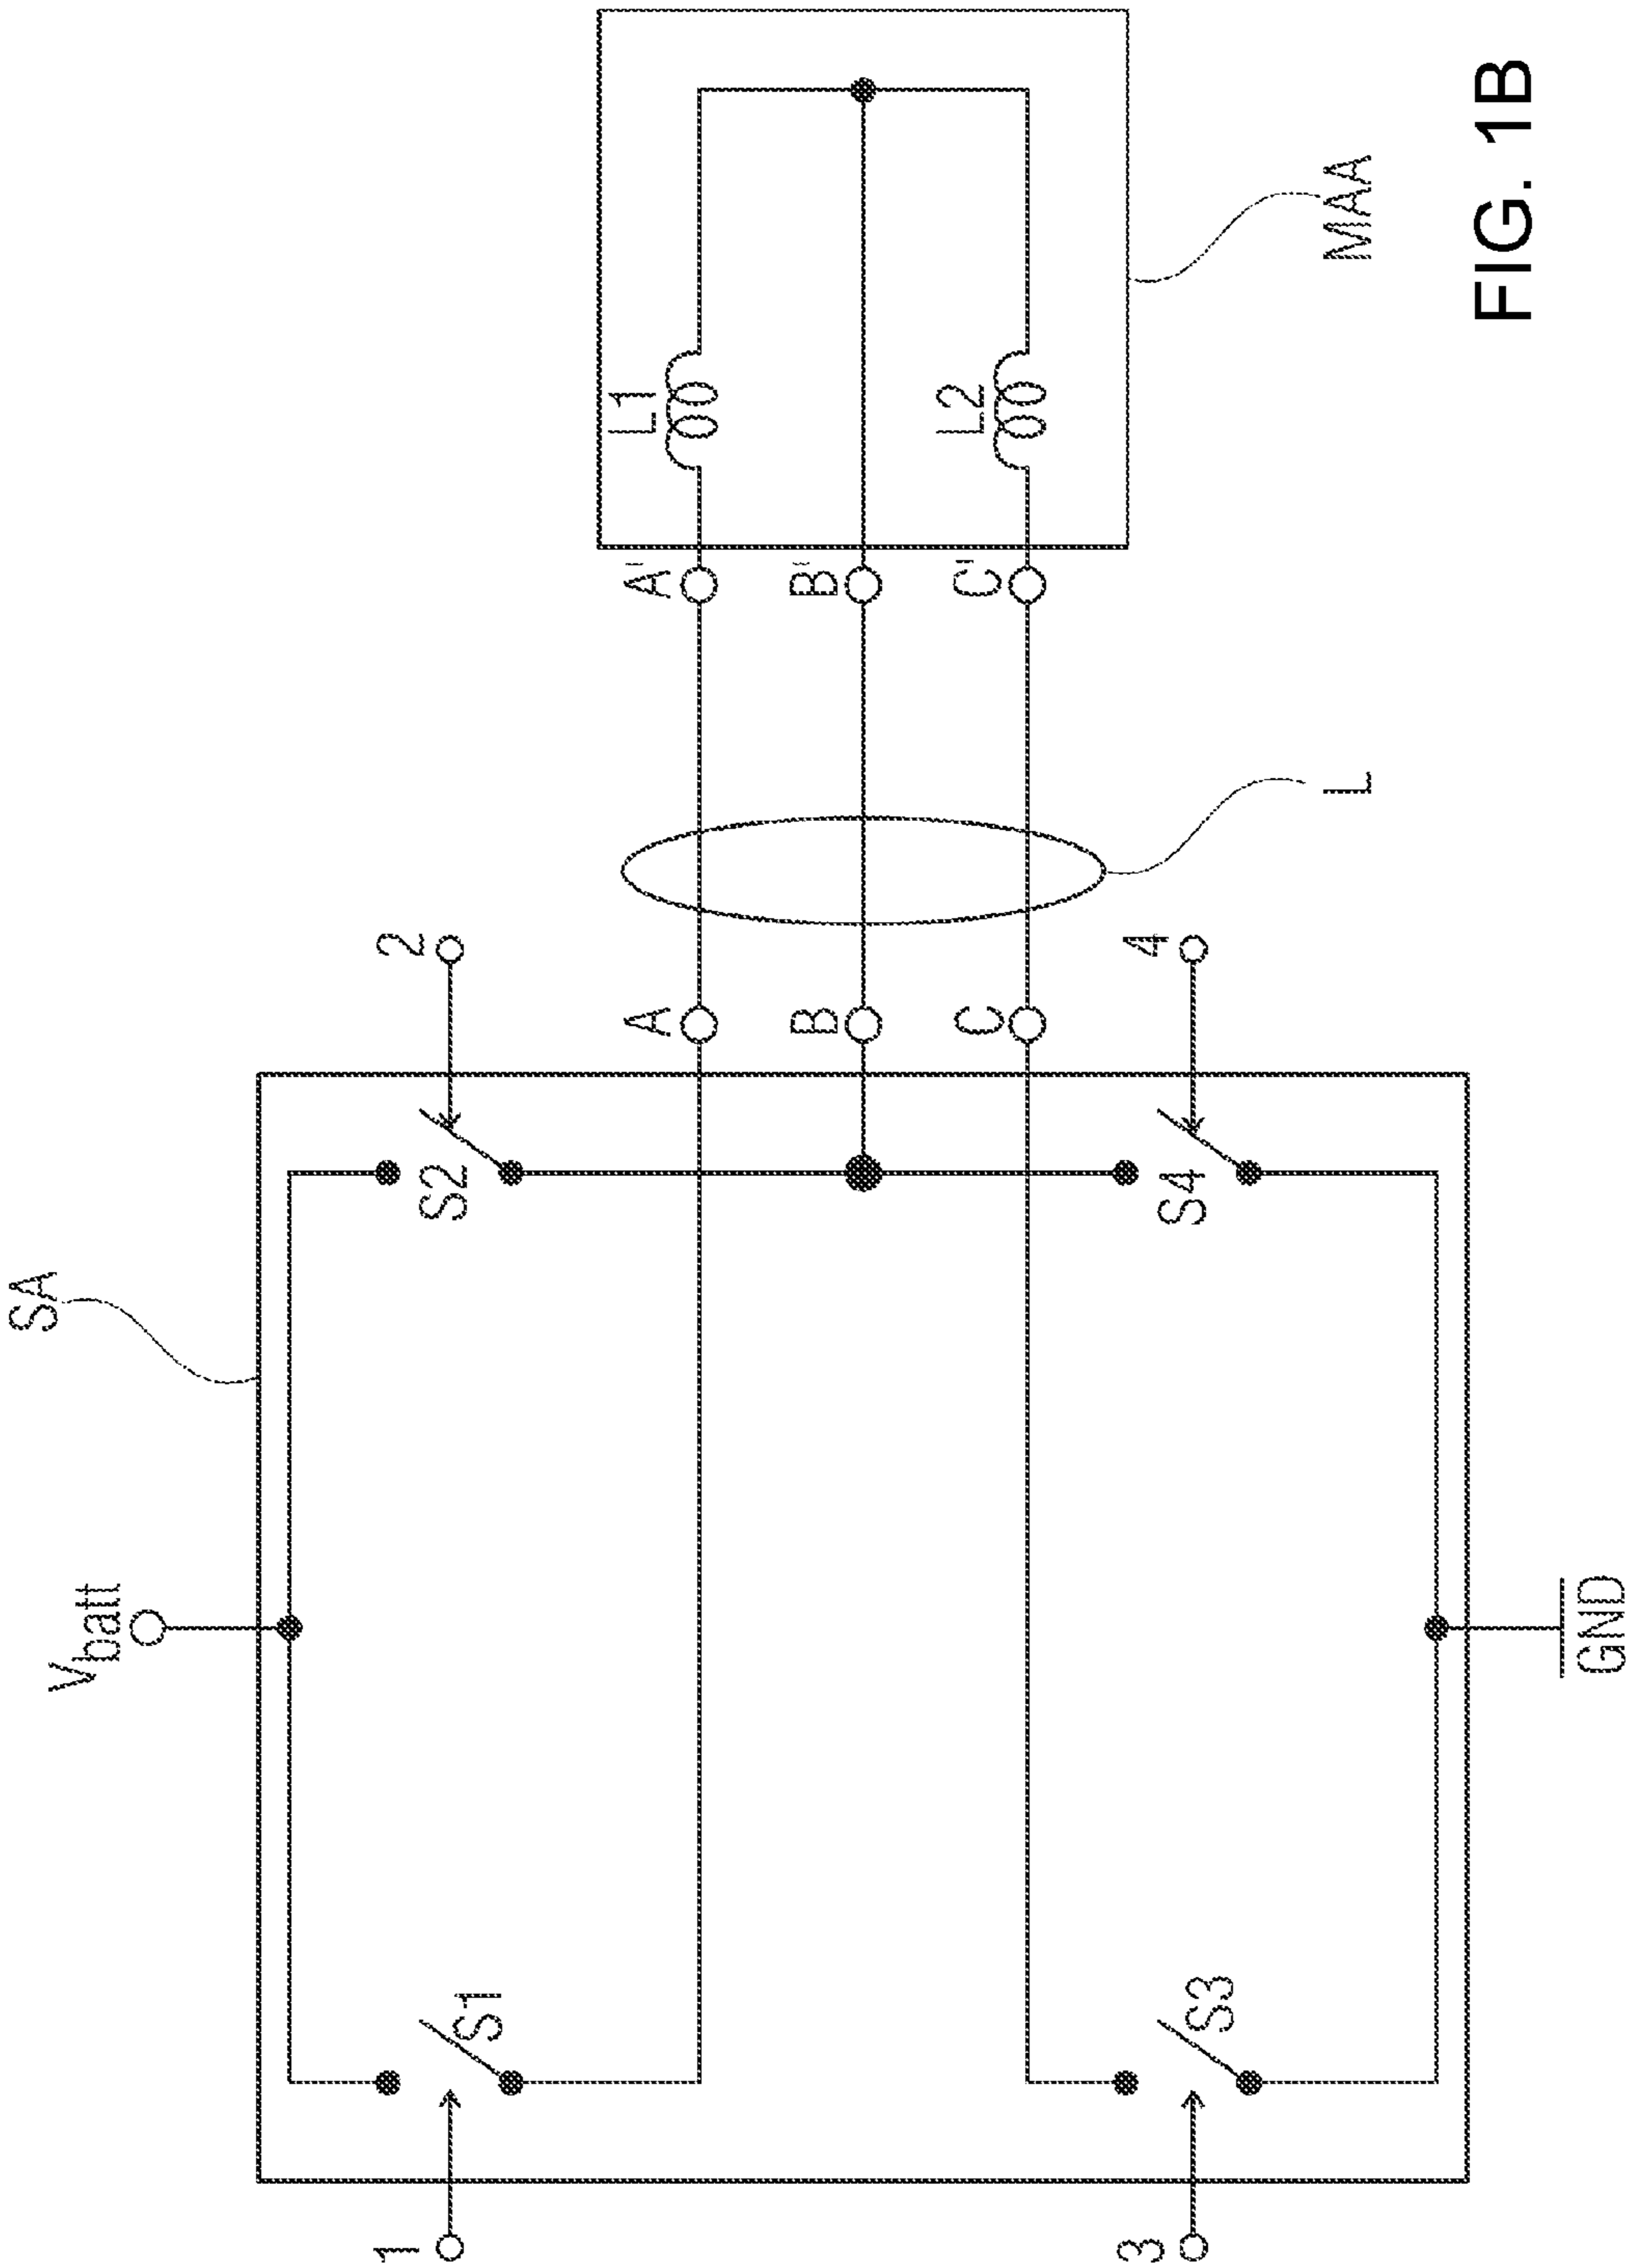 SA
Vbatt
1
S1
S2
2
A
A'
L1
B
B'
C
C'
L2
3
S3
S4
4
L
MAA
GND
FIG. 1B